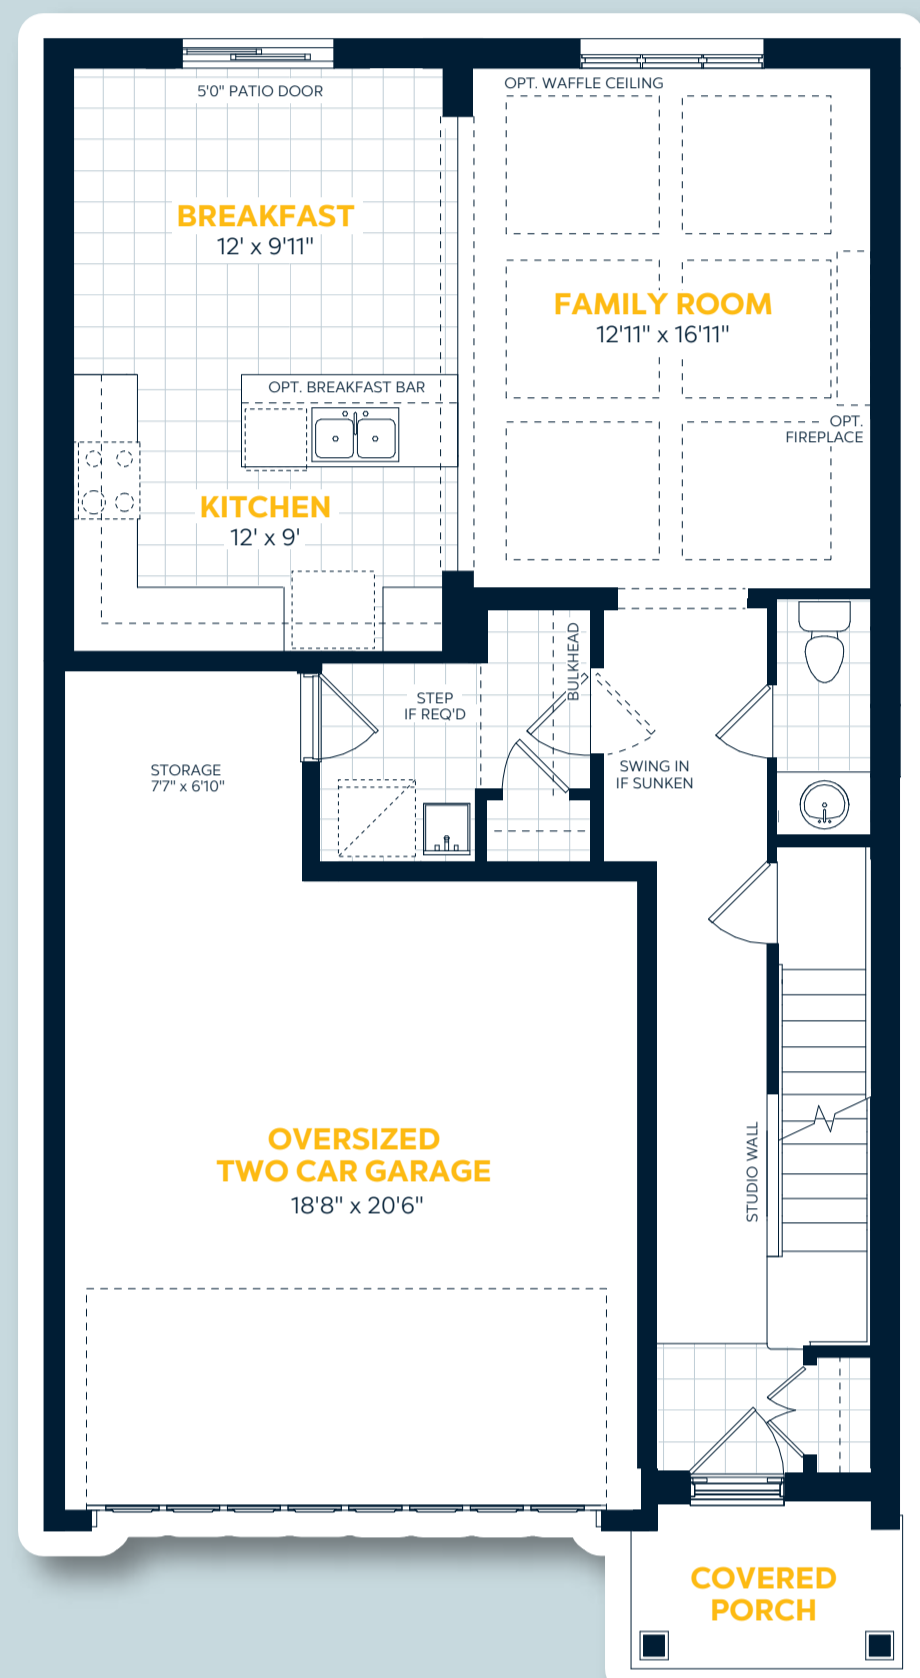 5'0" PATIO DOOR
OPT. WAFFLE CEILING
BREAKFAST
12' x 9'11"
FAMILY ROOM
12'11" x 16'11"
OPT. BREAKFAST BAR
OPT.
FIREPLACE
KITCHEN
12' x 9'
BULKHEAD
STEP
IF REQ'D
STORAGE
7'7" x 6'10"
SWING IN
IF SUNKEN
OVERSIZED
TWO CAR GARAGE
18'8" x 20'6"
STUDIO WALL
COVERED
PORCH